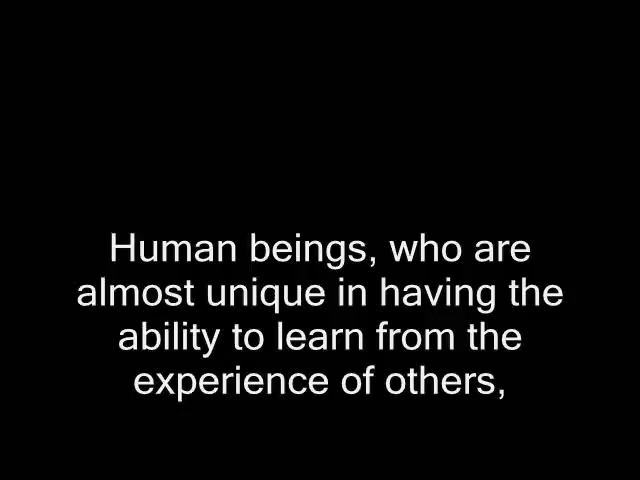 Human beings, who are
almost unique in having the
ability to learn from the
experience of others,